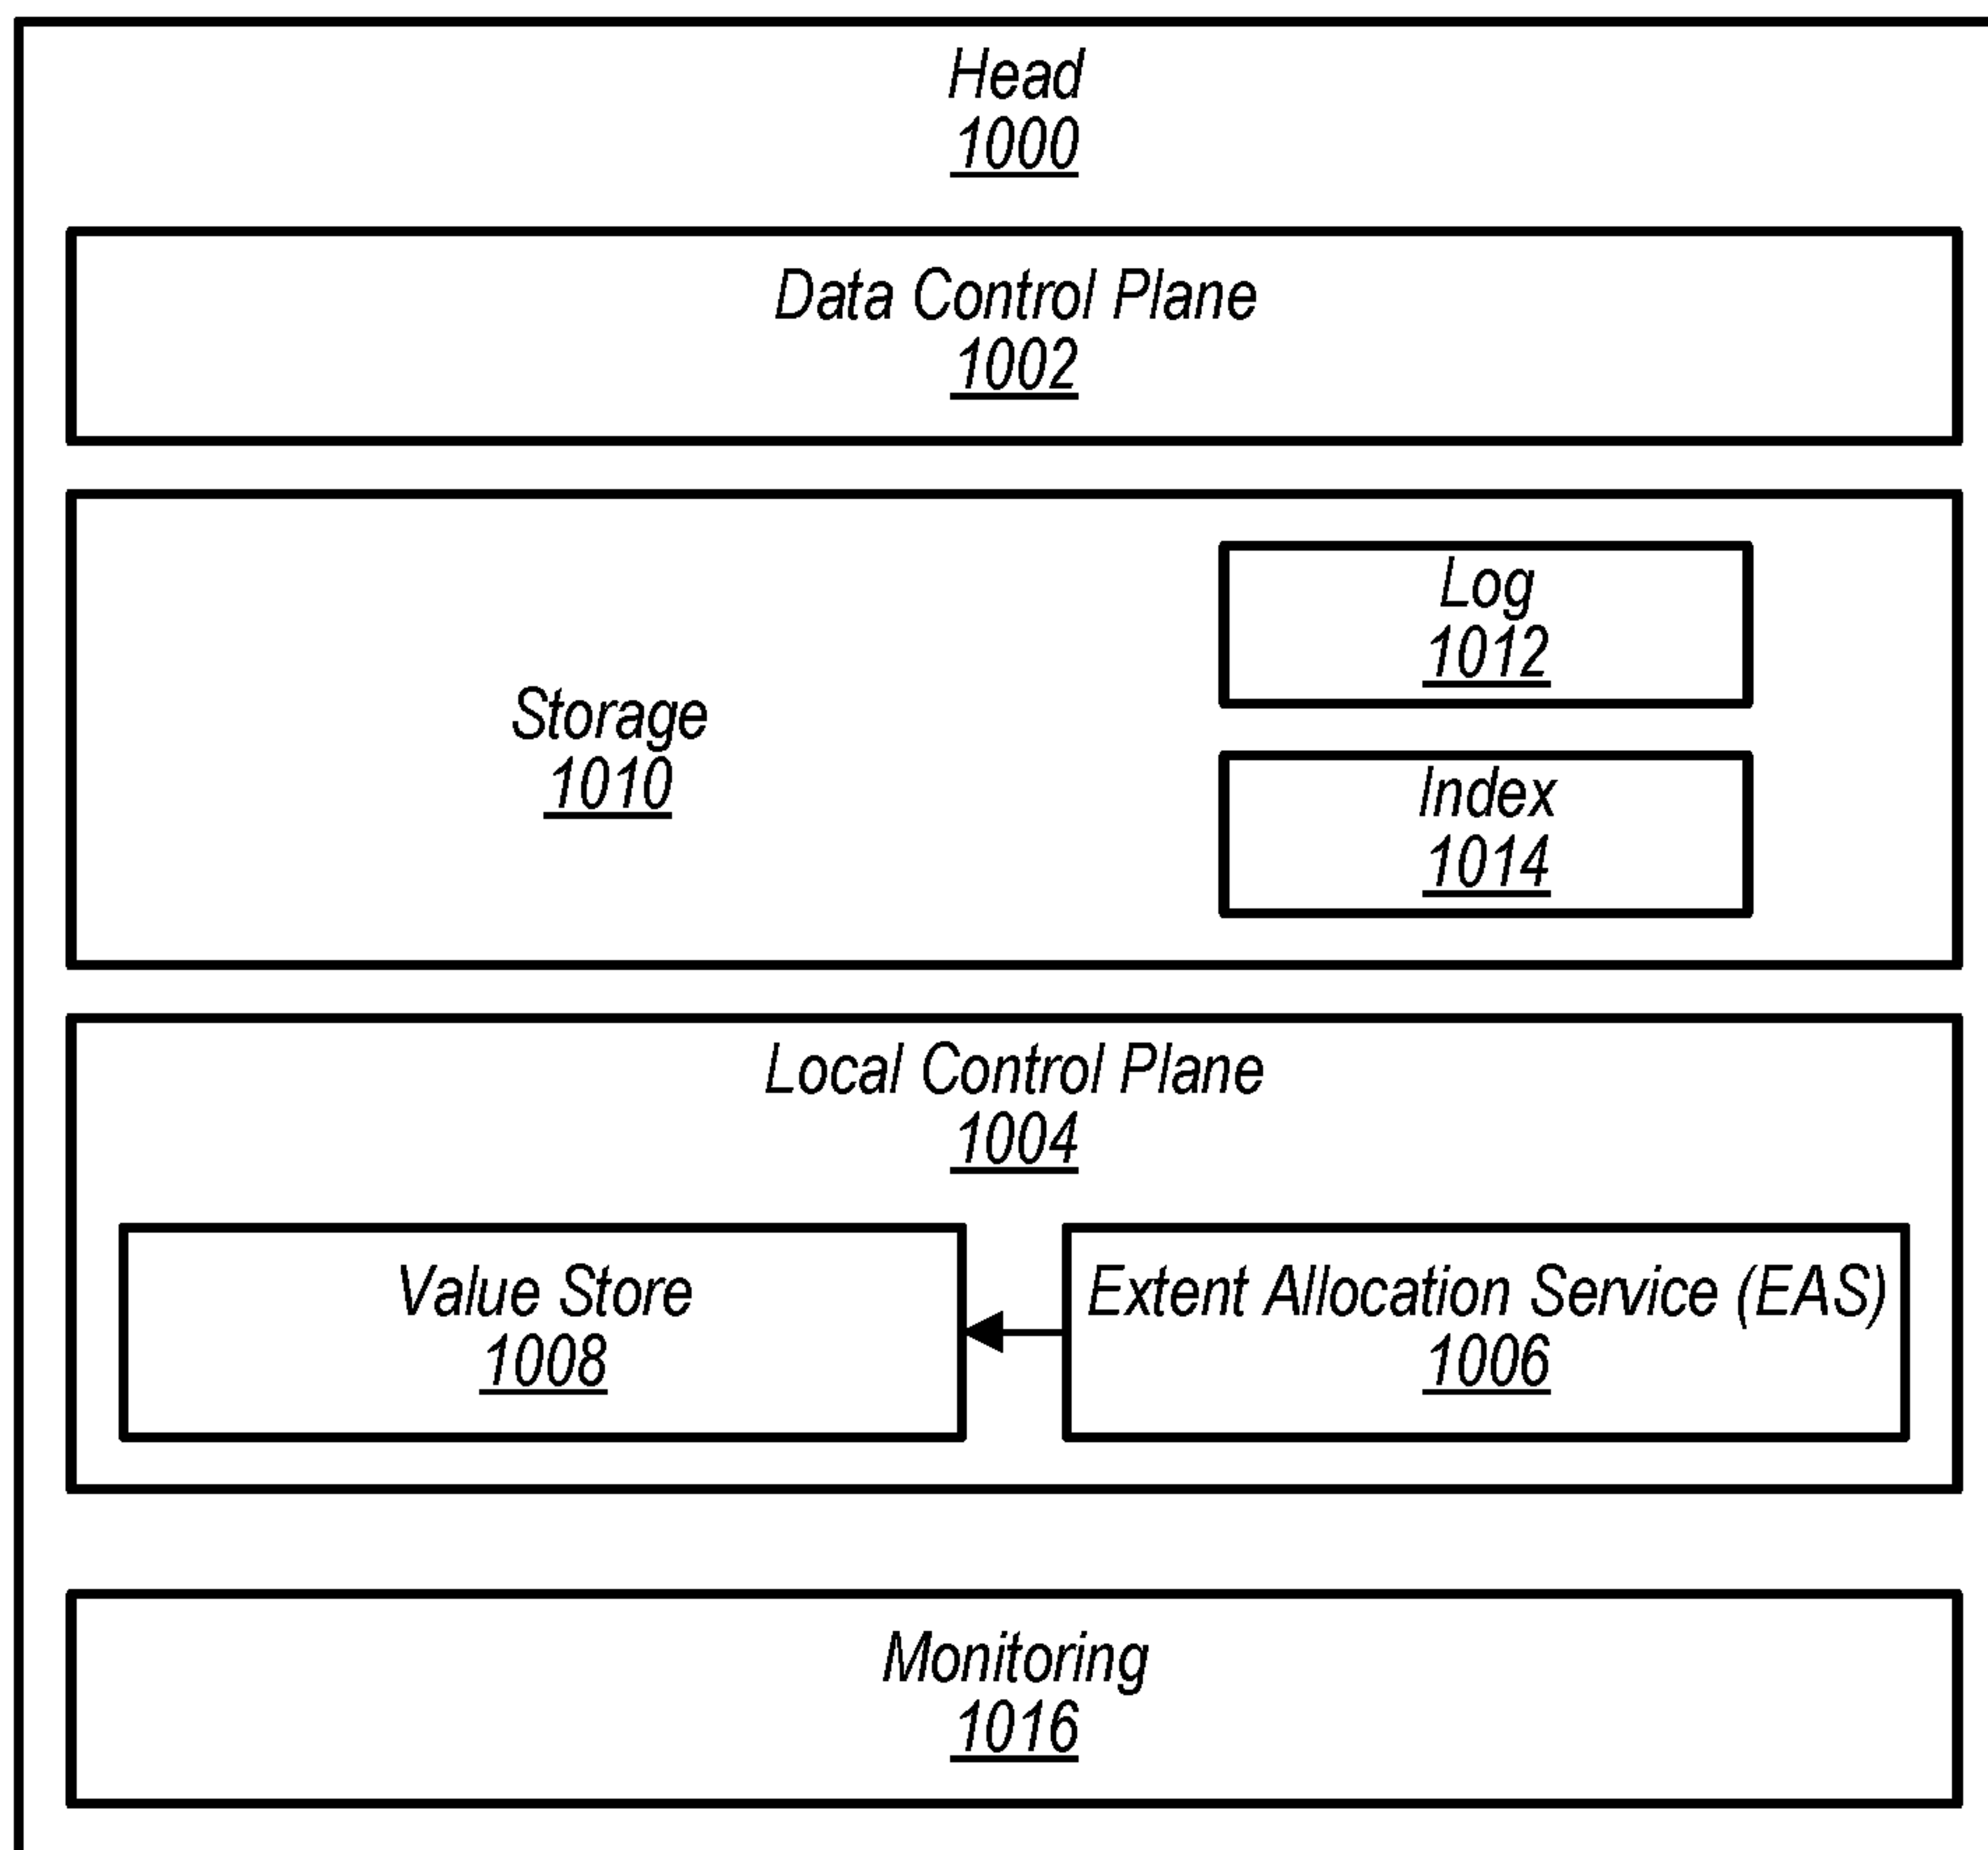 Head
1000
Data Control Plane
1002
Storage
1010
Log
1012
Index
1014
Local Control Plane
1004
Value Store
1008
Extent Allocation Service (EAS)
1006
Monitoring
1016